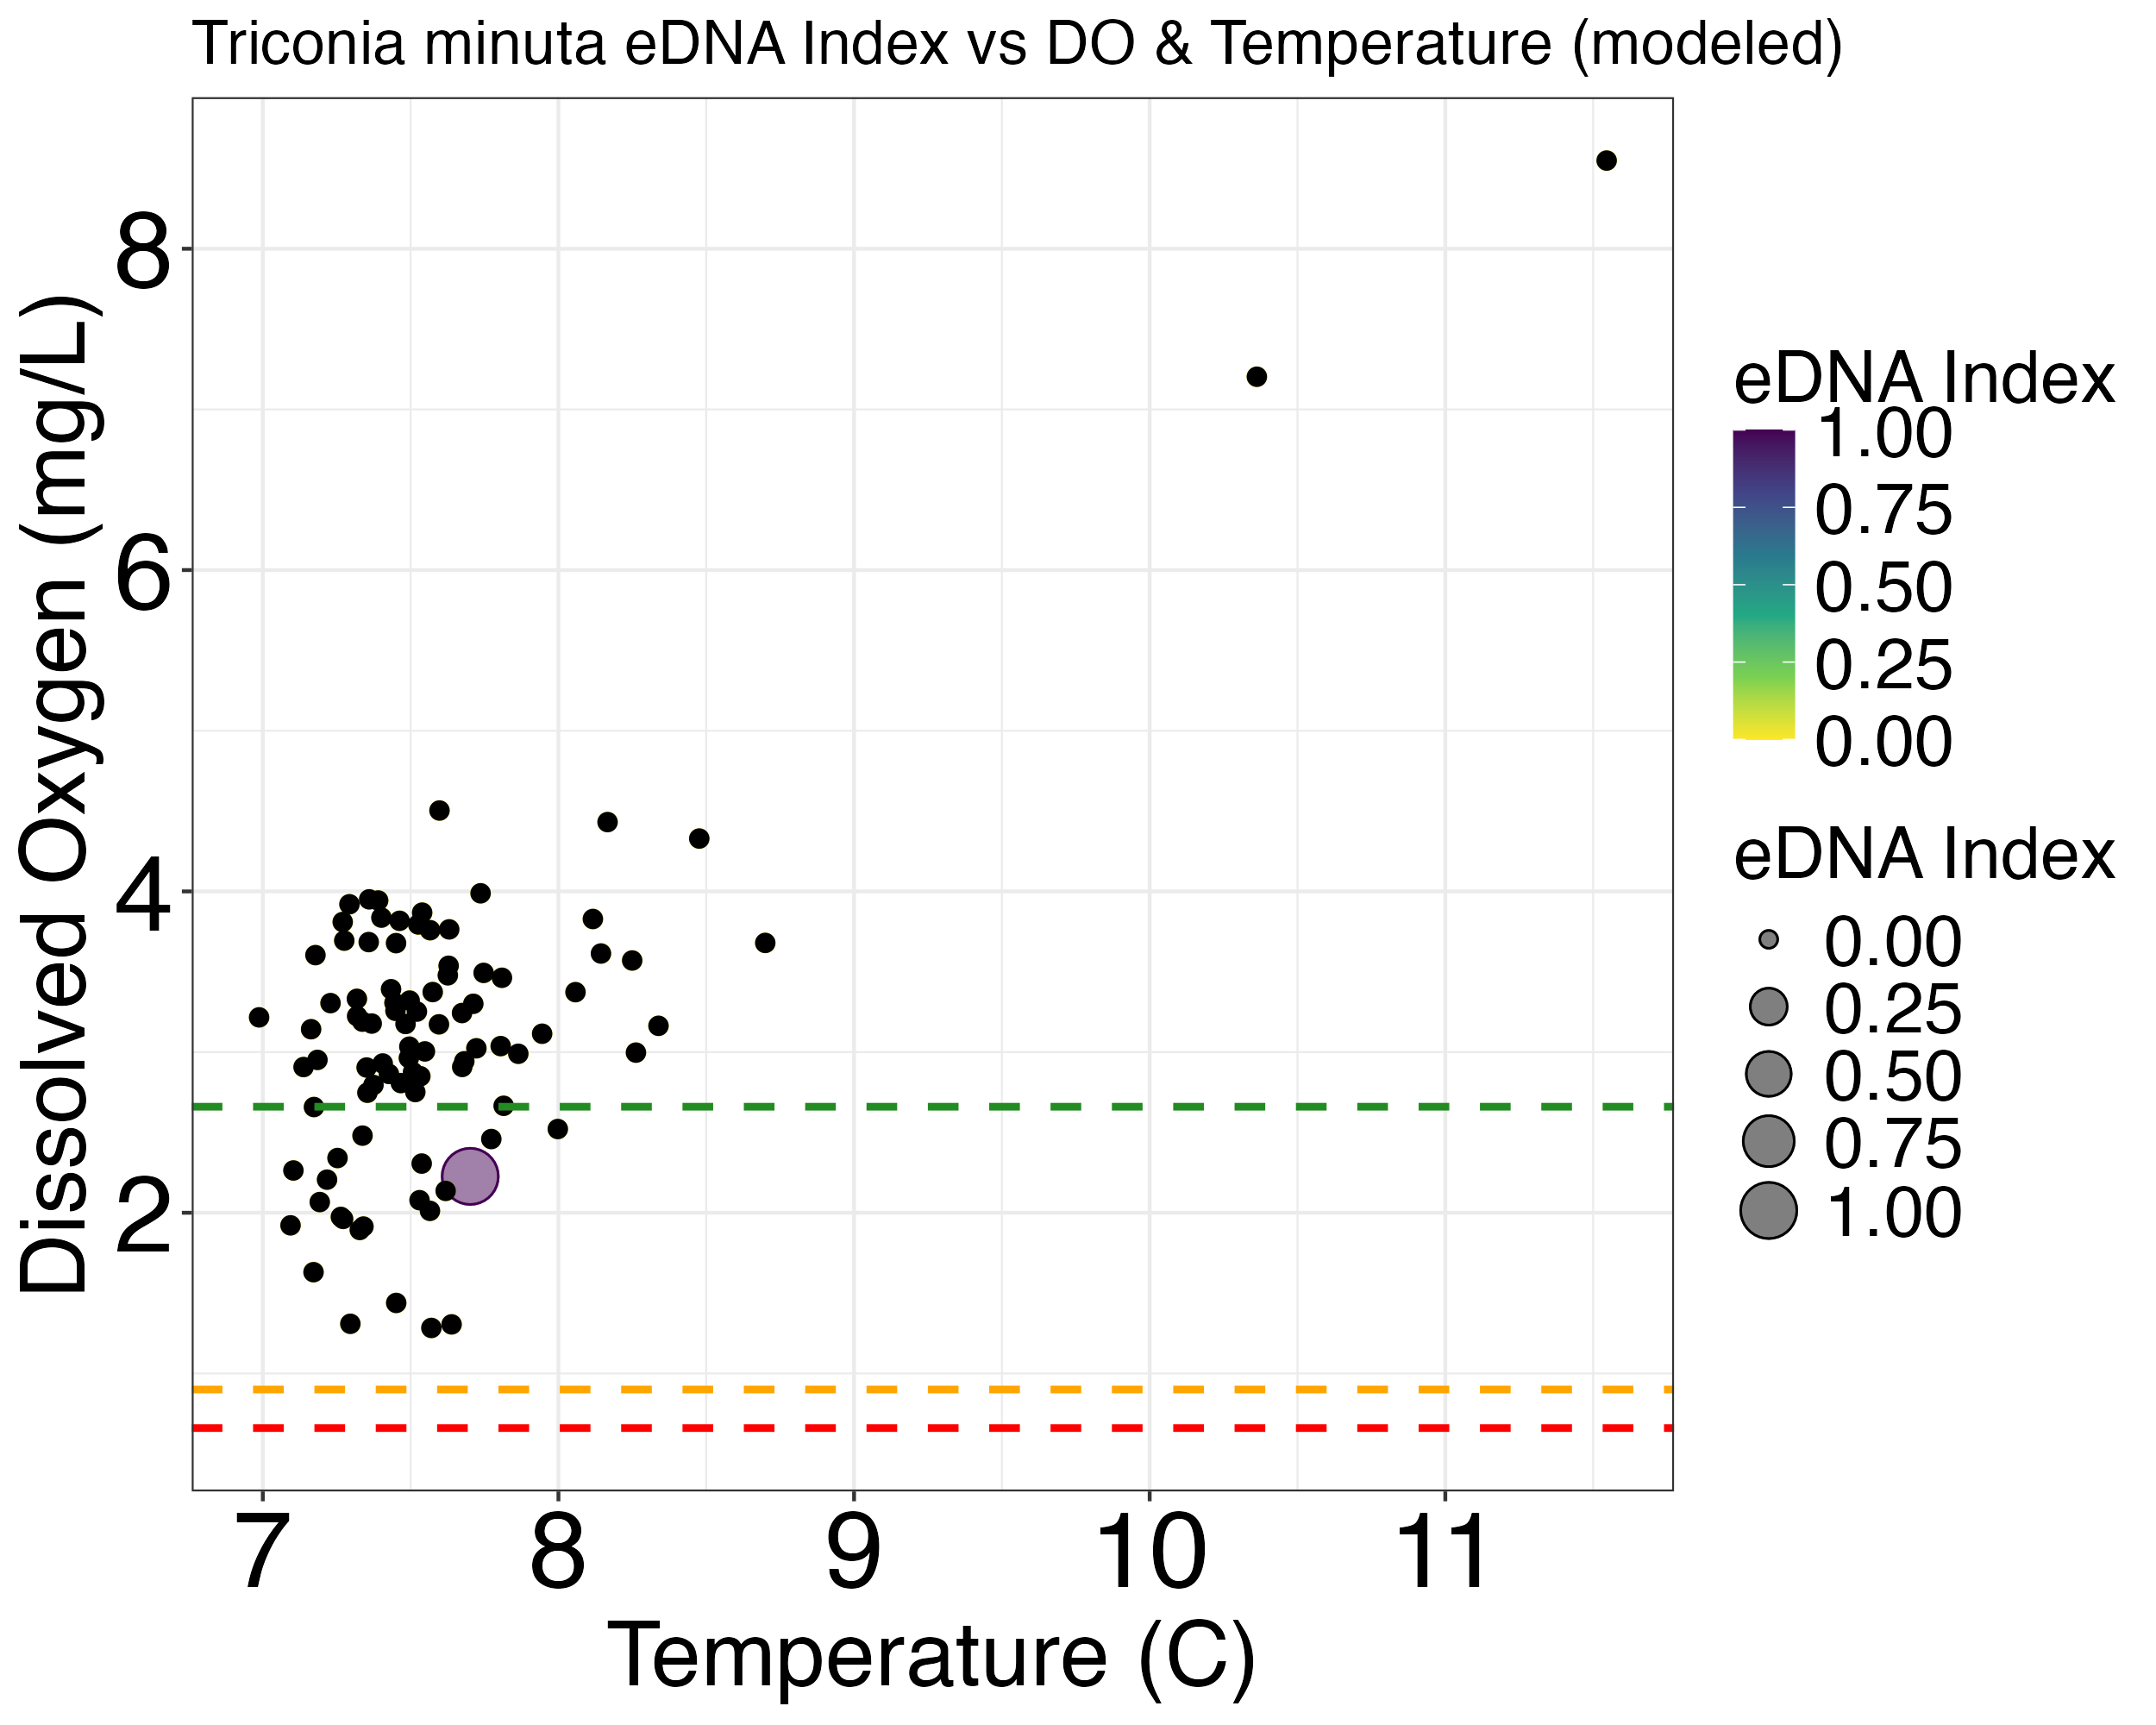 Triconia minuta eDNA Index vs DO & Temperature (modeled)
Dissolved Oxygen (mg/L)
8
6
4
2
7 8 9 10 11
Temperature (C)
eDNA Index
1.00
0.75
0.50
0.25
0.00
eDNA Index
0.00
0.25
0.50
0.75
1.00